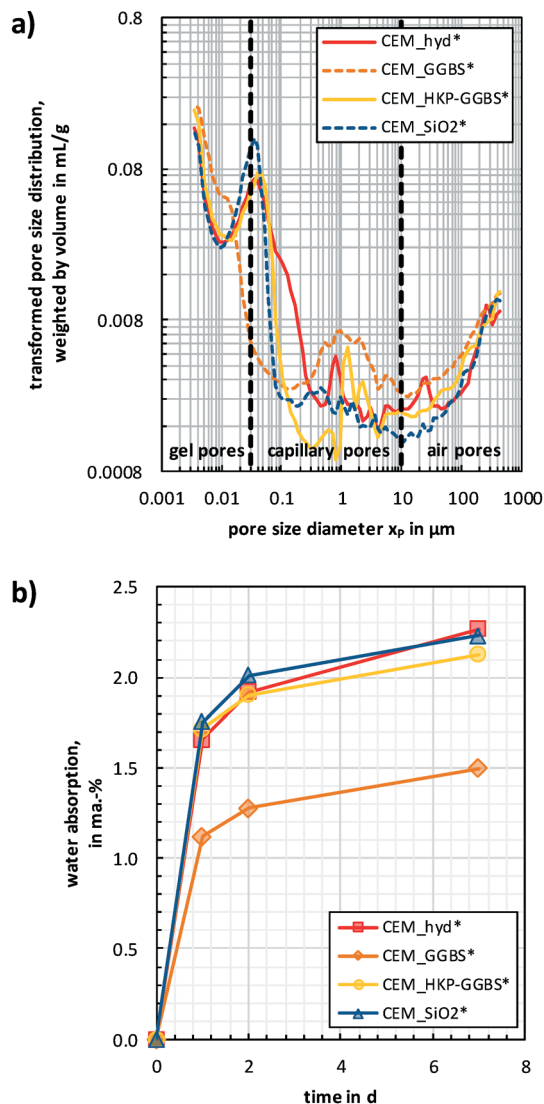 a)
transformed pore size distribution,
weighted by volume in mL/g
0.8
0.08
0.008
0.0008
CEM_hyd*
CEM_GGBS*
CEM_HKP-GGBS*
CEM_SiO2*
gel pores
capillary pores
air pores
0.001 0.01 0.1 1 10 100 1000
pore size diameter xP in µm
b)
water absorption,
in ma.-%
2.5
2.0
1.5
1.0
0.5
0.0
CEM_hyd*
CEM_GGBS*
CEM_HKP-GGBS*
CEM_SiO2*
0 2 4 6 8
time in d